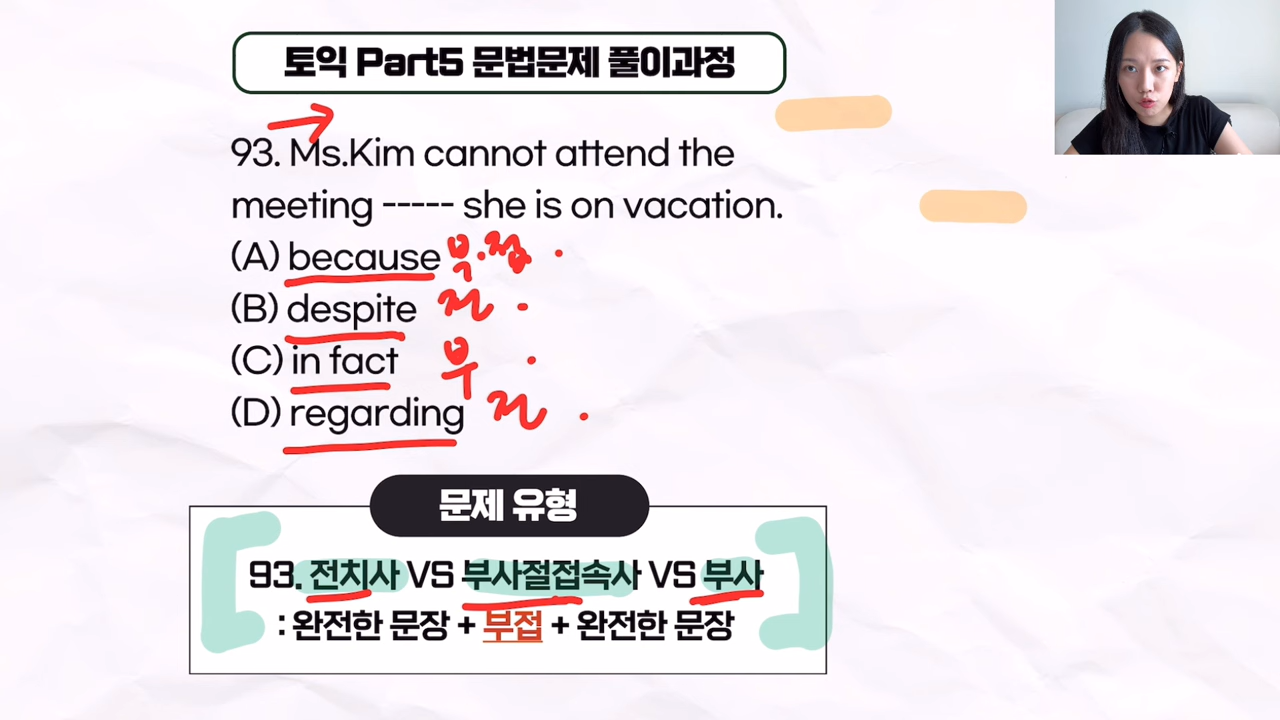 토익 Part5 문법문제 풀이과정
93. Ms.Kim cannot attend the
meeting ----- she is on vacation.
(A) because 부.접
(B) despite 전
(C) in fact 부
(D) regarding 전
문제 유형
93. 전치사 VS 부사절접속사 VS 부사
: 완전한 문장 + 부접 + 완전한 문장